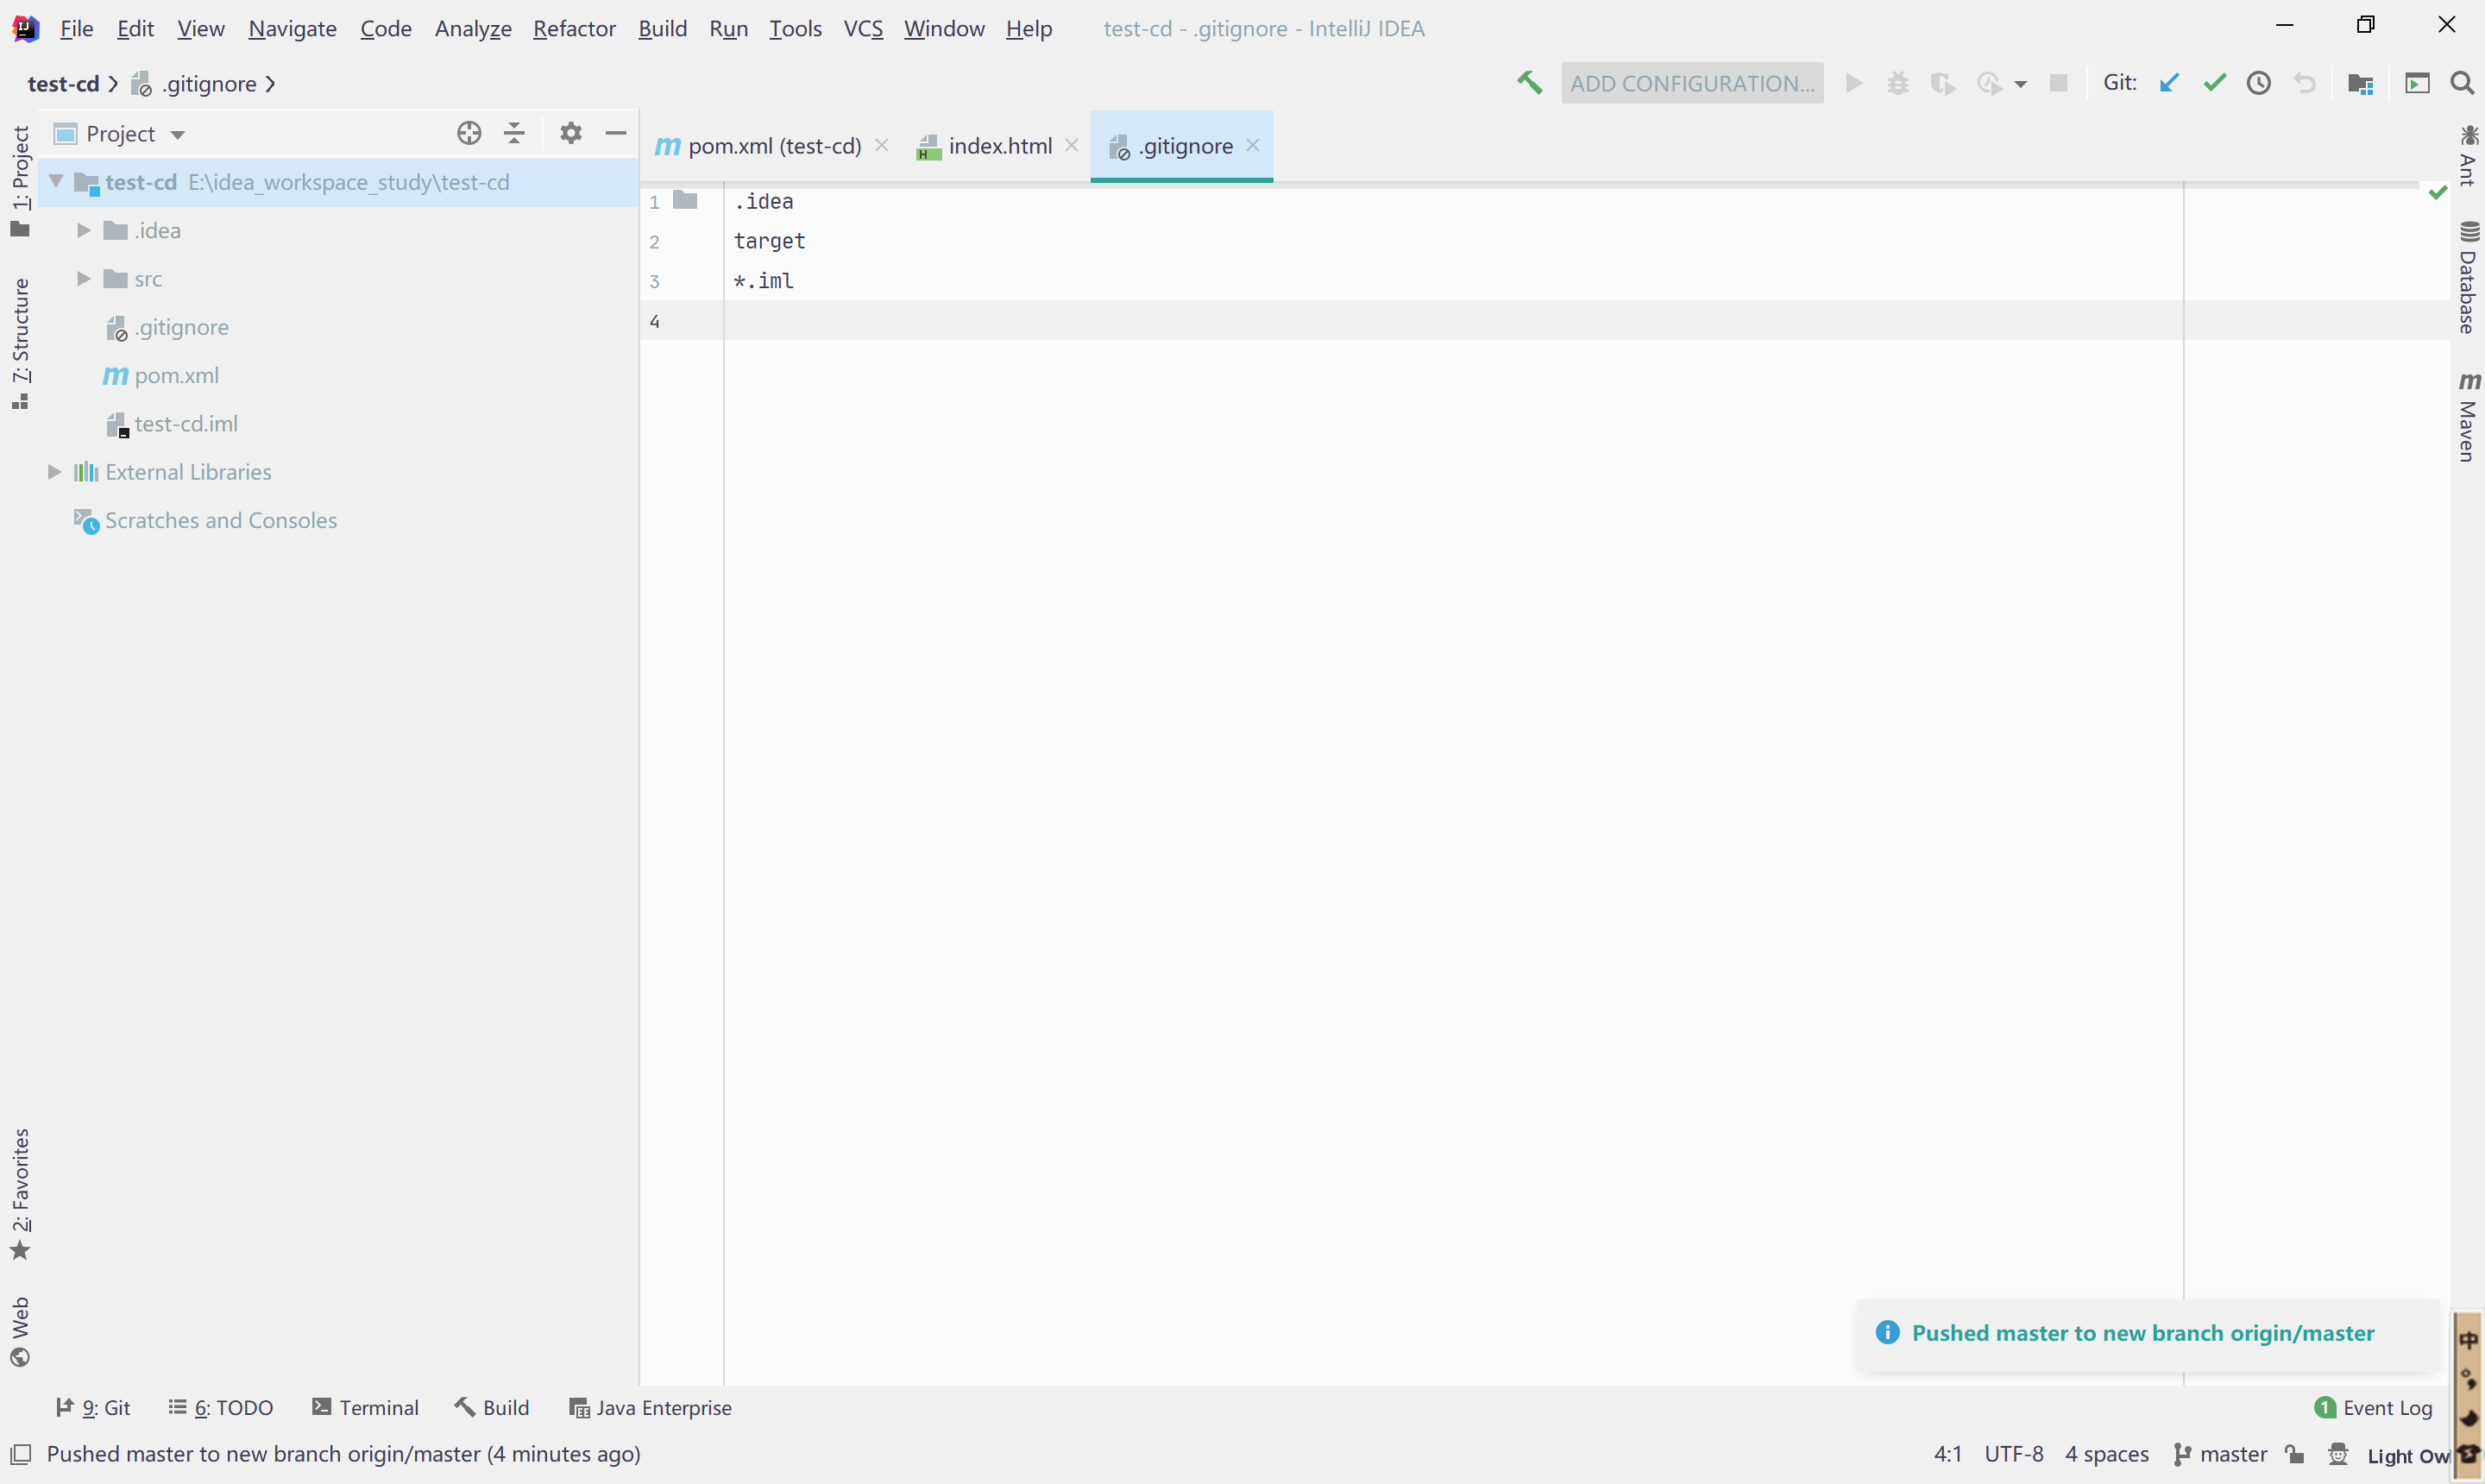 File Edit View Navigate Code Analyze Refactor Build Run Tools VCS Window Help test-cd - .gitignore - IntelliJ IDEA
test-cd .gitignore ADD CONFIGURATION... Git:
Project
pom.xml (test-cd) index.html .gitignore
1: Project
7: Structure
2: Favorites
Web
test-cd E:\idea_workspace_study\test-cd
.idea
src
.gitignore
pom.xml
test-cd.iml
External Libraries
Scratches and Consoles
1 .idea
2 target
3 *.iml
4
Ant
Database
Maven
Pushed master to new branch origin/master
中
9: Git 6: TODO Terminal Build Java Enterprise 1 Event Log
Pushed master to new branch origin/master (4 minutes ago) 4:1 UTF-8 4 spaces master Light Ow